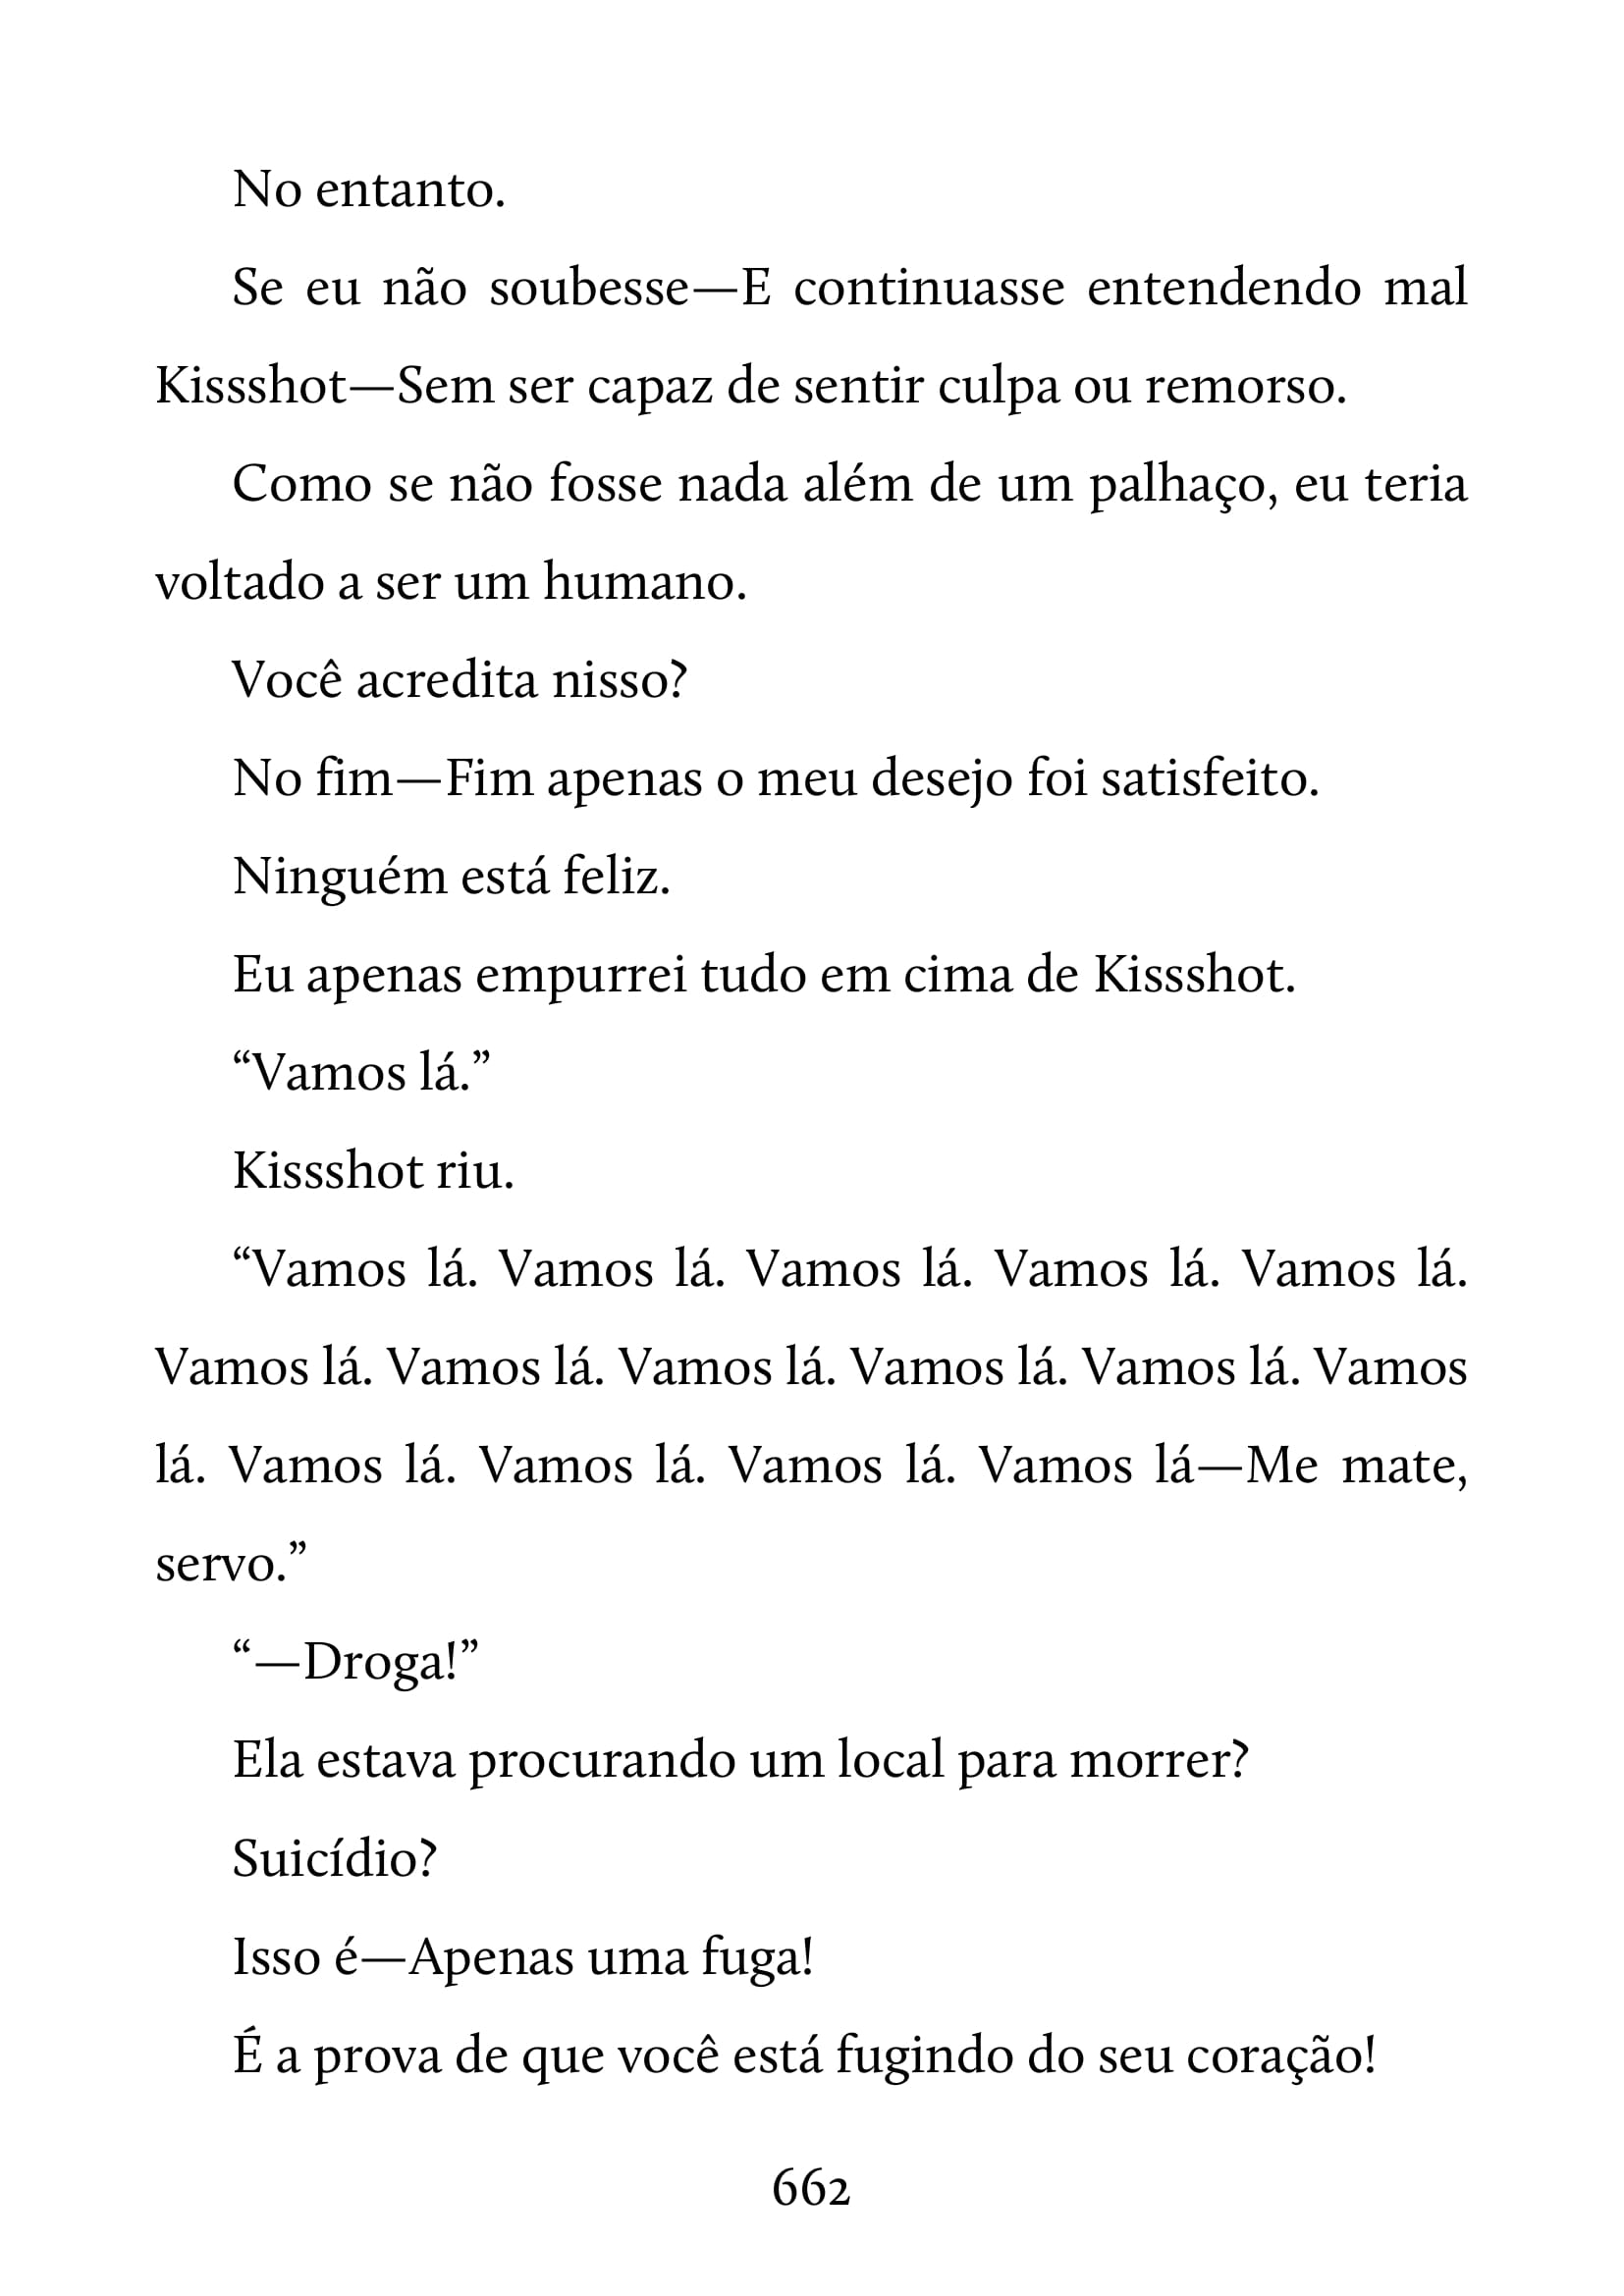 No entanto.
Se eu não soubesse—E continuasse entendendo mal
Kissshot—Sem ser capaz de sentir culpa ou remorso.
Como se não fosse nada além de um palhaço, eu teria
voltado a ser um humano.
Você acredita nisso?
No fim—Fim apenas o meu desejo foi satisfeito.
Ninguém está feliz.
Eu apenas empurrei tudo em cima de Kissshot.
“Vamos lá.”
Kissshot riu.
“Vamos lá. Vamos lá. Vamos lá. Vamos lá. Vamos lá.
Vamos lá. Vamos lá. Vamos lá. Vamos lá. Vamos lá. Vamos
lá. Vamos lá. Vamos lá. Vamos lá. Vamos lá—Me mate,
servo.”
“—Droga!”
Ela estava procurando um local para morrer?
Suicídio?
Isso é—Apenas uma fuga!
É a prova de que você está fugindo do seu coração!
662